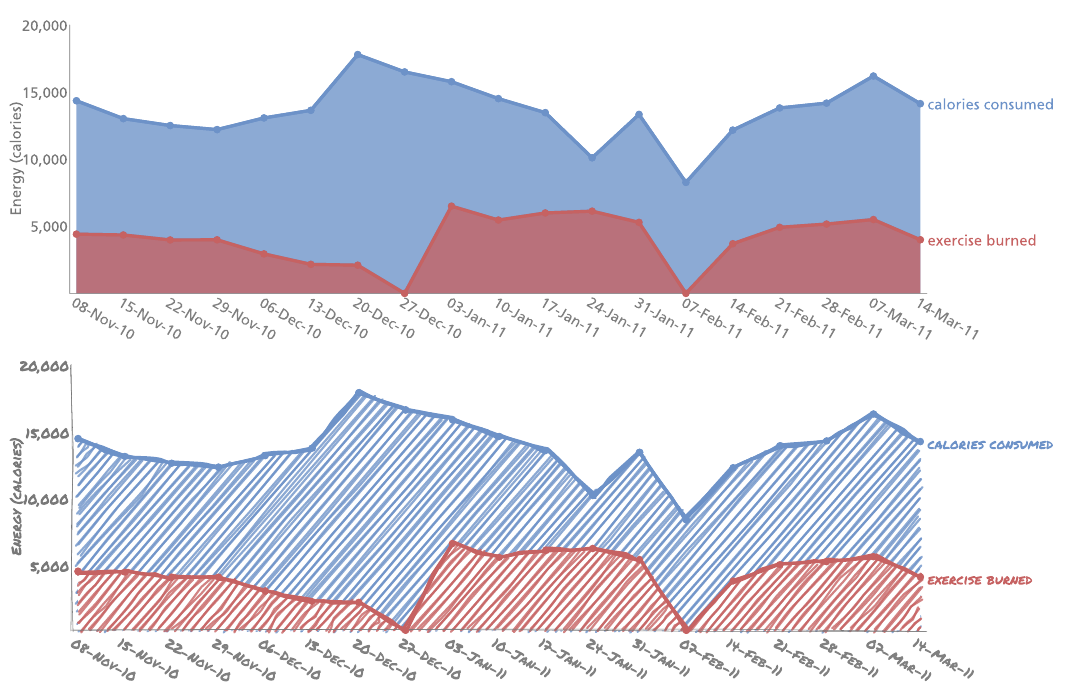 20,000
15,000
10,000
5,000
Energy (calories)
calories consumed
exercise burned
08-Nov-10
15-Nov-10
22-Nov-10
29-Nov-10
06-Dec-10
13-Dec-10
20-Dec-10
27-Dec-10
03-Jan-11
10-Jan-11
17-Jan-11
24-Jan-11
31-Jan-11
07-Feb-11
14-Feb-11
21-Feb-11
28-Feb-11
07-Mar-11
14-Mar-11
20,000
15,000
10,000
5,000
ENERGY (CALORIES)
CALORIES CONSUMED
EXERCISE BURNED
08-NOV-10
15-NOV-10
22-NOV-10
29-NOV-10
06-DEC-10
13-DEC-10
20-DEC-10
27-DEC-10
03-JAN-11
10-JAN-11
17-JAN-11
24-JAN-11
31-JAN-11
07-FEB-11
14-FEB-11
21-FEB-11
28-FEB-11
07-MAR-11
14-MAR-11